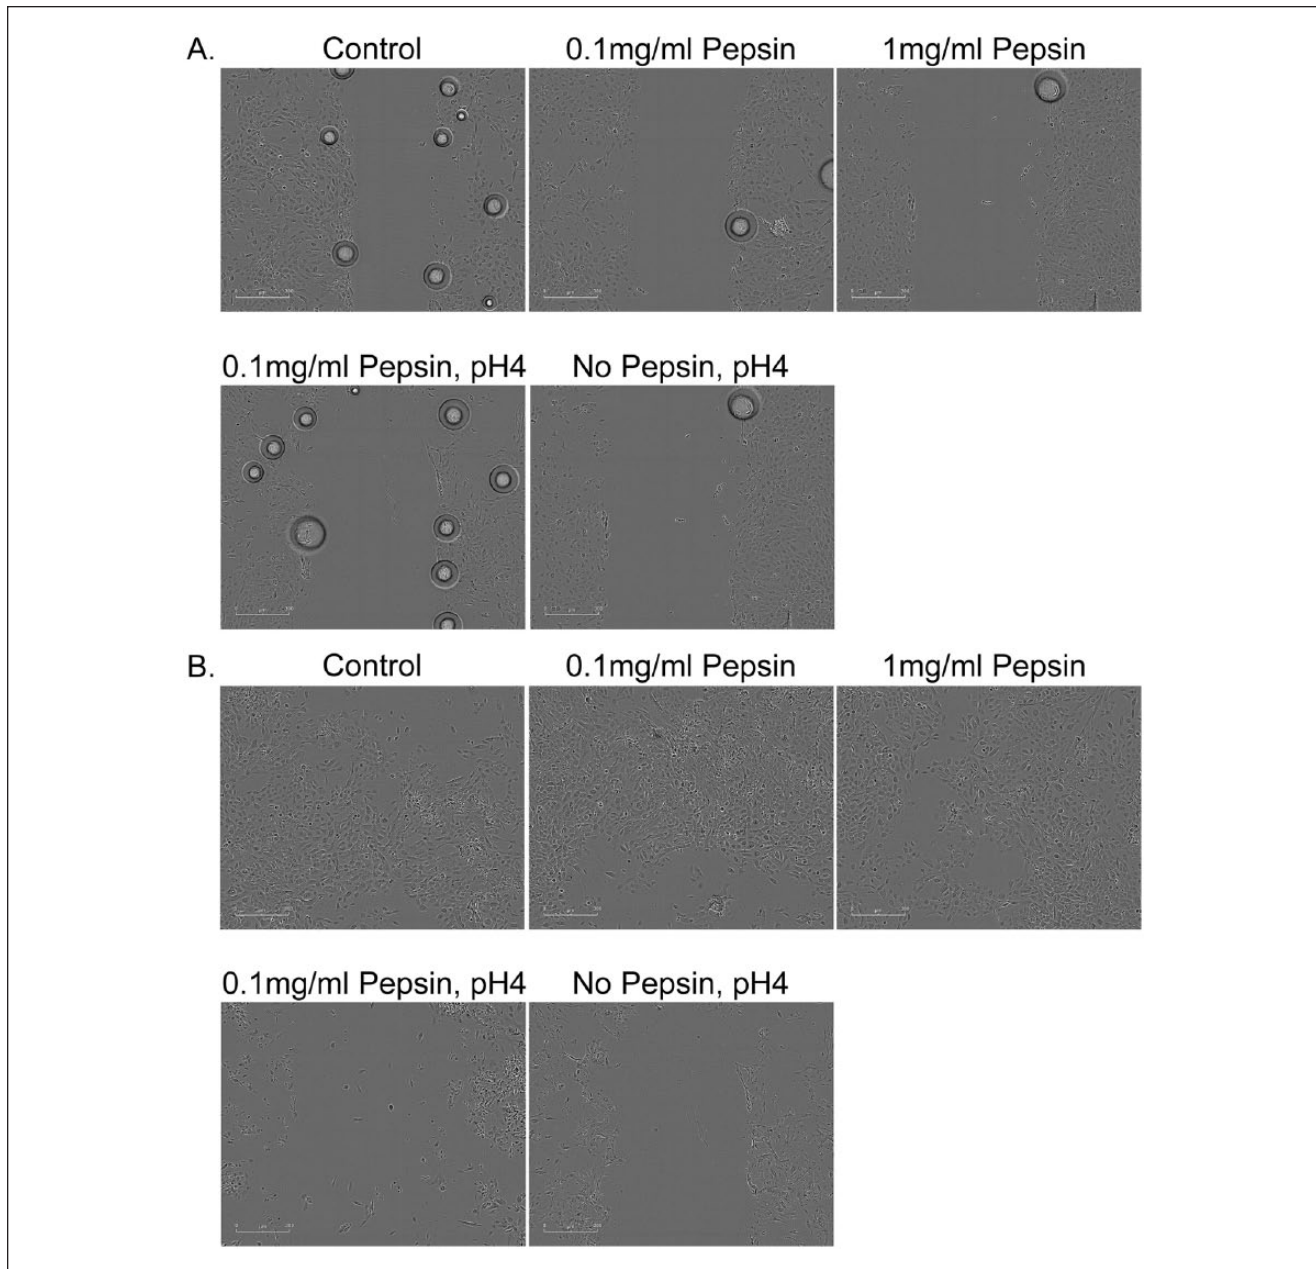 A. Control 0.1mg/ml Pepsin 1mg/ml Pepsin
0.1mg/ml Pepsin, pH4 No Pepsin, pH4
B. Control 0.1mg/ml Pepsin 1mg/ml Pepsin
0.1mg/ml Pepsin, pH4 No Pepsin, pH4